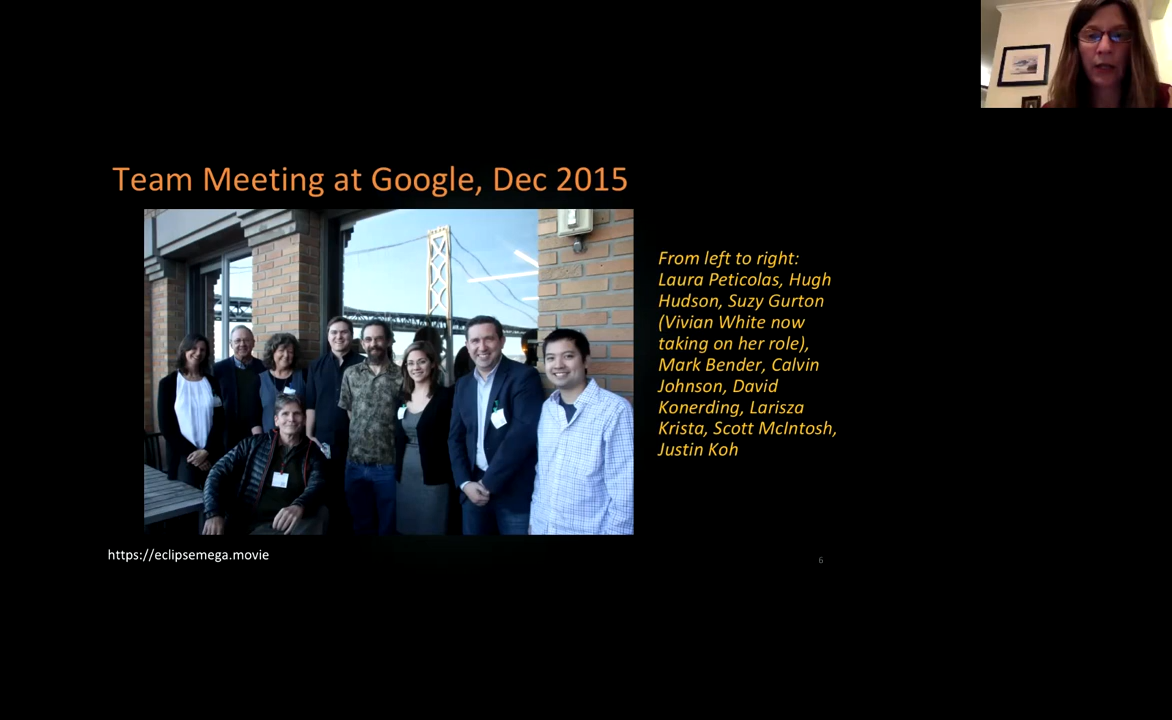 Team Meeting at Google, Dec 2015
From left to right:
Laura Peticolas, Hugh
Hudson, Suzy Gurton
(Vivian White now
taking on her role),
Mark Bender, Calvin
Johnson, David
Konerding, Larisza
Krista, Scott McIntosh,
Justin Koh
https://eclipsemega.movie
6